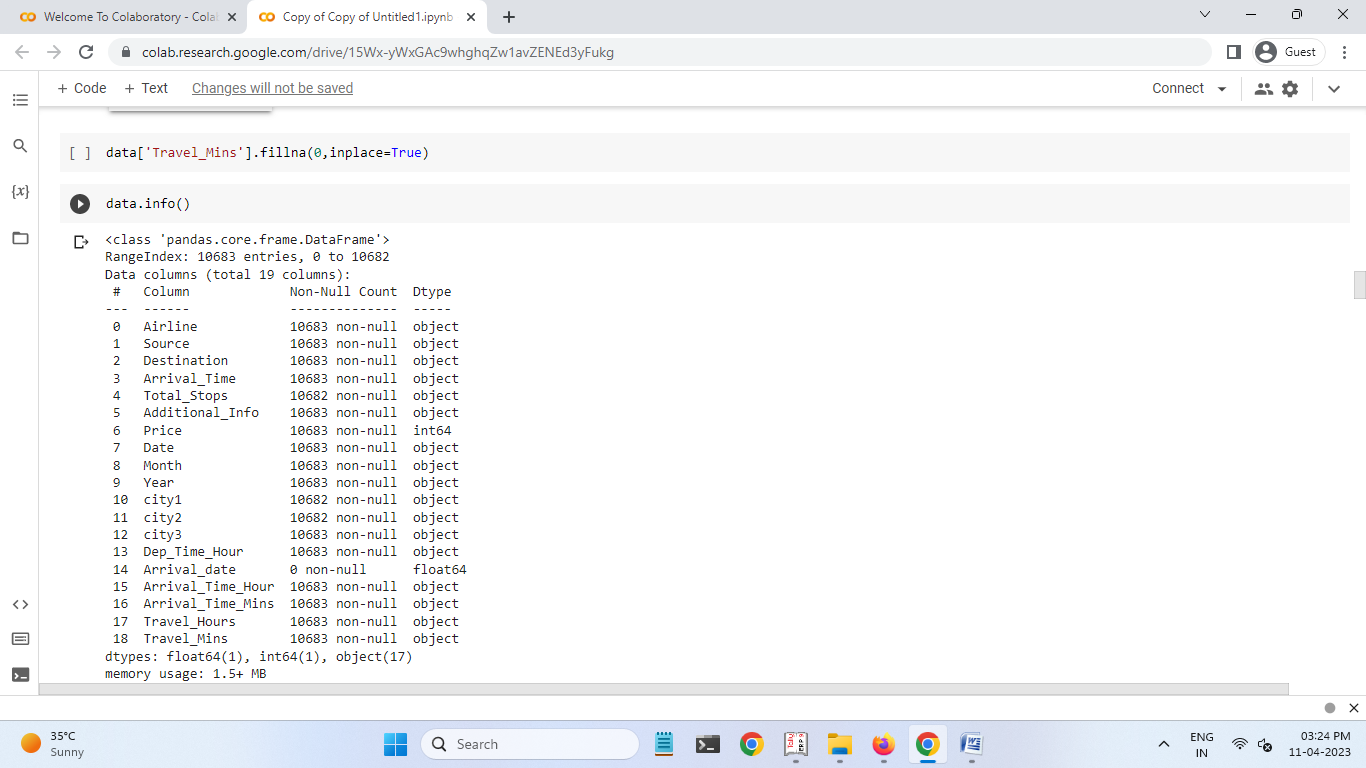 Welcome To Colaboratory - Cola
Copy of Copy of Untitled1.ipynb
colab.research.google.com/drive/15Wx-yWxGAc9whghqZw1avZENEd3yFukg
Guest
+ Code + Text Changes will not be saved
Connect
[ ] data['Travel_Mins'].fillna(0,inplace=True)
{x}
data.info()
<class 'pandas.core.frame.DataFrame'>
RangeIndex: 10683 entries, 0 to 10682
Data columns (total 19 columns):
 #   Column             Non-Null Count  Dtype
---  ------             --------------  -----
 0   Airline            10683 non-null  object
 1   Source             10683 non-null  object
 2   Destination        10683 non-null  object
 3   Arrival_Time       10683 non-null  object
 4   Total_Stops        10682 non-null  object
 5   Additional_Info    10683 non-null  object
 6   Price              10683 non-null  int64
 7   Date               10683 non-null  object
 8   Month              10683 non-null  object
 9   Year               10683 non-null  object
 10  city1              10682 non-null  object
 11  city2              10682 non-null  object
 12  city3              10683 non-null  object
 13  Dep_Time_Hour      10683 non-null  object
 14  Arrival_date       0 non-null      float64
 15  Arrival_Time_Hour  10683 non-null  object
 16  Arrival_Time_Mins  10683 non-null  object
 17  Travel_Hours       10683 non-null  object
 18  Travel_Mins        10683 non-null  object
dtypes: float64(1), int64(1), object(17)
memory usage: 1.5+ MB
35°C
Sunny
Search
ENG
IN
03:24 PM
11-04-2023